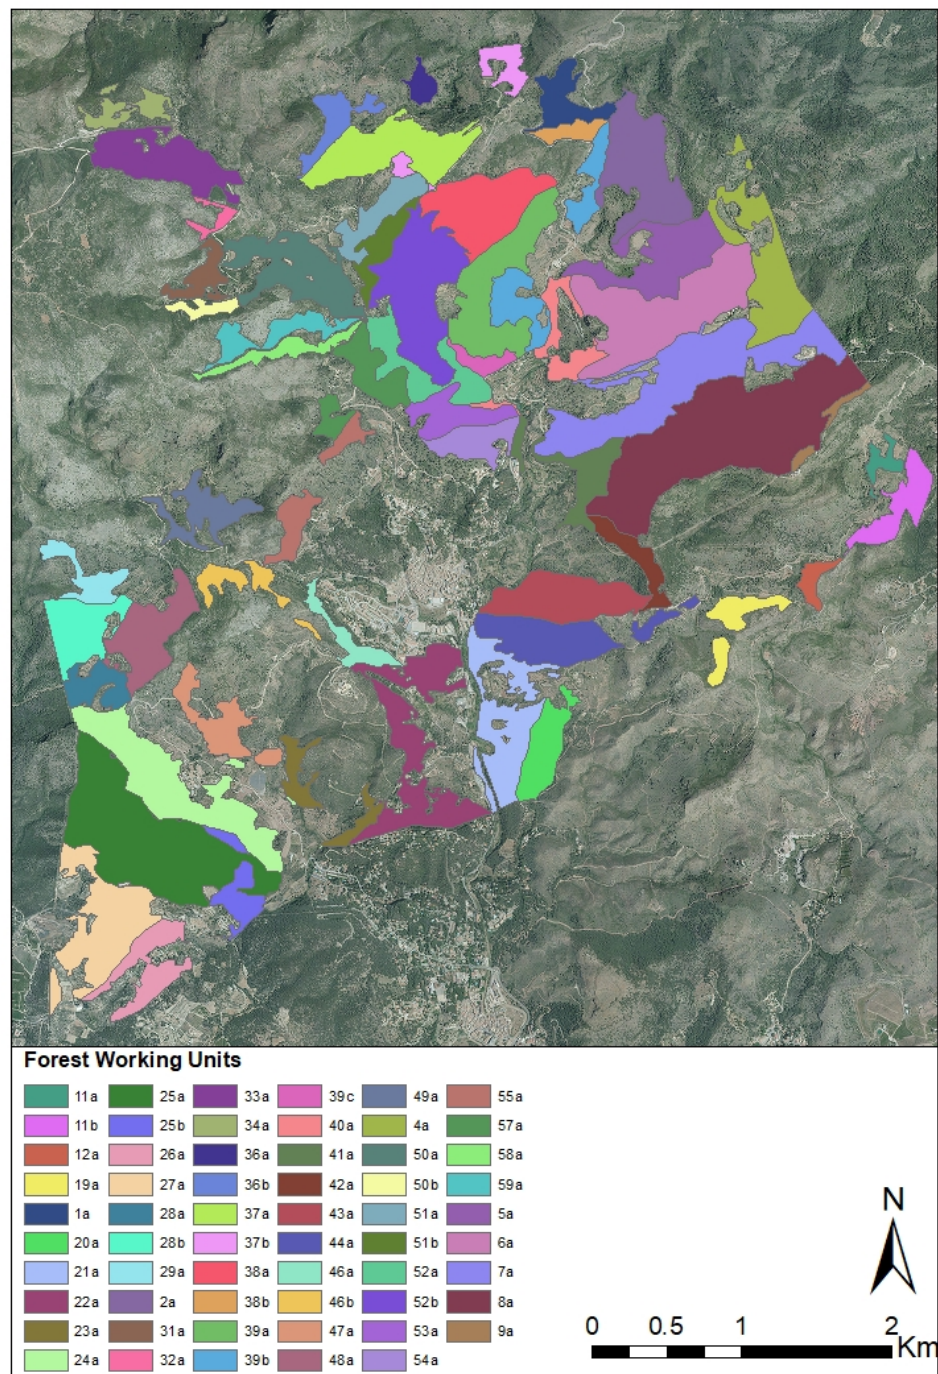 Forest Working Units
11a 25a 33a 39c 49a 55a
11b 25b 34a 40a 4a 57a
12a 26a 36a 41a 50a 58a
19a 27a 36b 42a 50b 59a
1a 28a 37a 43a 51a 5a
20a 28b 37b 44a 51b 6a
21a 29a 38a 46a 52a 7a
22a 2a 38b 46b 52b 8a
23a 31a 39a 47a 53a 9a
24a 32a 39b 48a 54a
N
0 0.5 1 2
Km